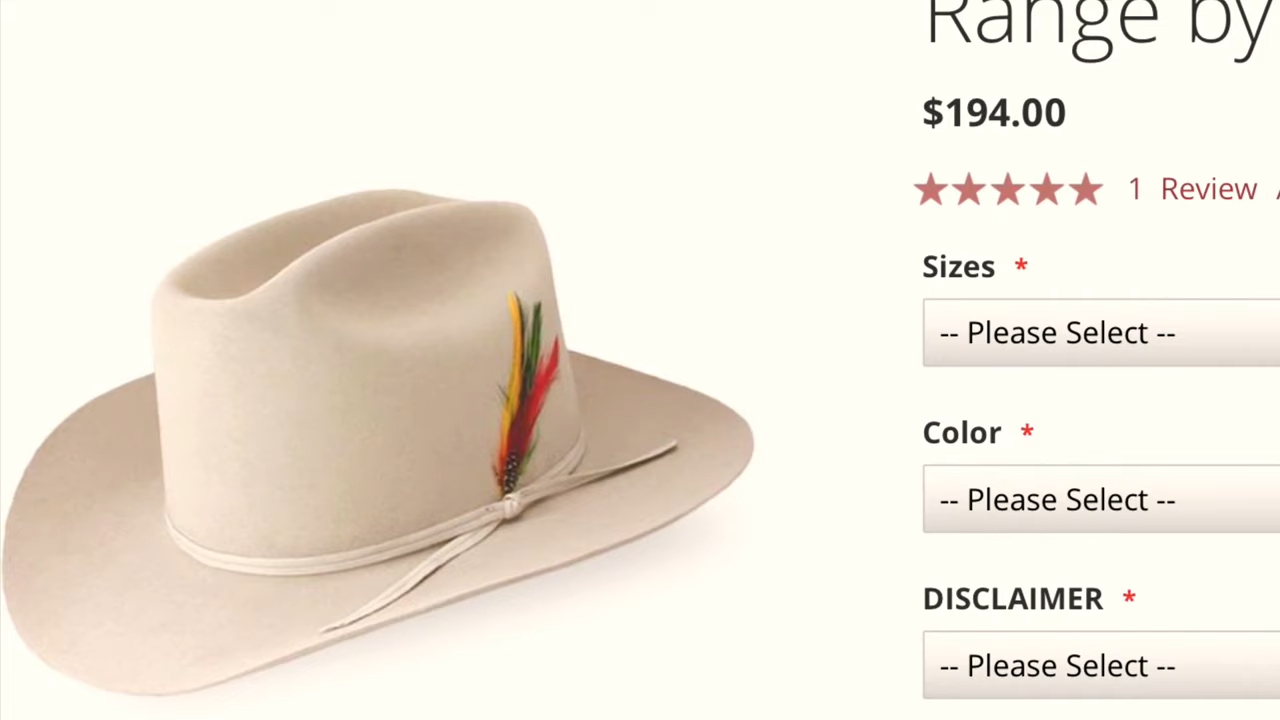 Range by
$194.00
1 Review
Sizes *
-- Please Select --
Color *
-- Please Select --
DISCLAIMER *
-- Please Select --